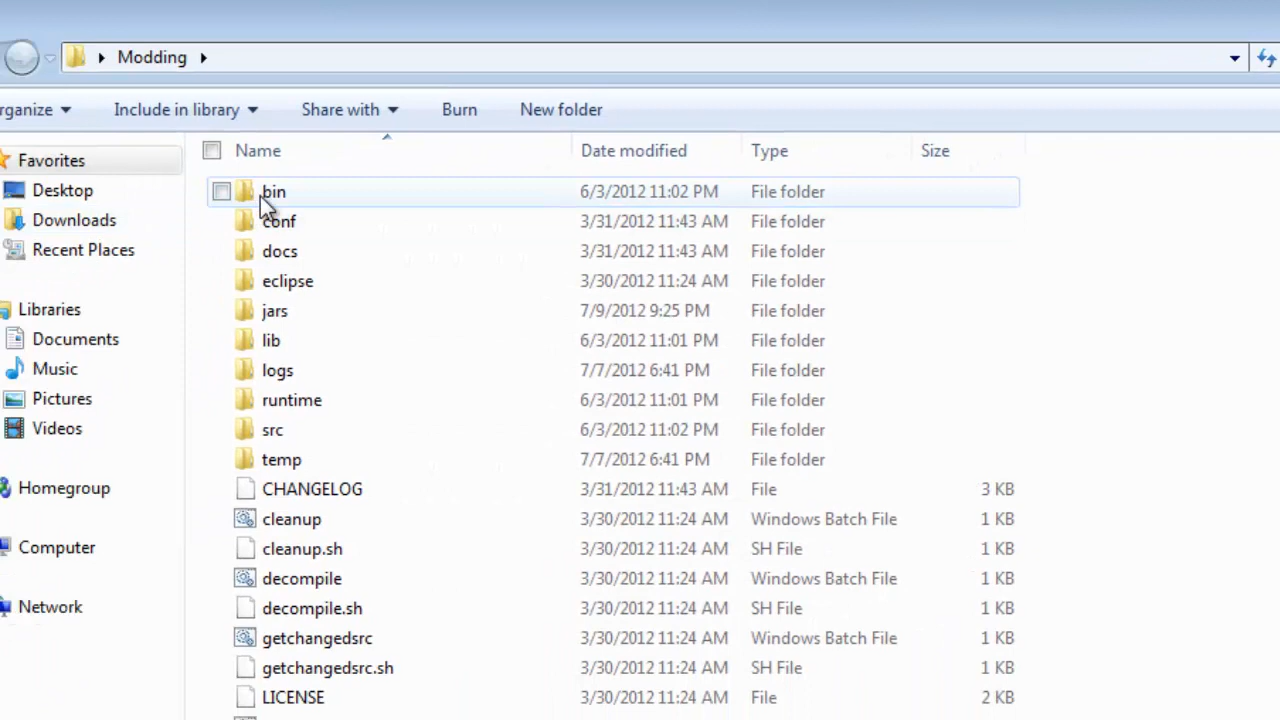 Modding
rganize Include in library Share with Burn New folder
Name Date modified Type Size
Favorites
Desktop
Downloads
Recent Places
Libraries
Documents
Music
Pictures
Videos
Homegroup
Computer
Network
bin 6/3/2012 11:02 PM File folder
conf 3/31/2012 11:43 AM File folder
docs 3/31/2012 11:43 AM File folder
eclipse 3/30/2012 11:24 AM File folder
jars 7/9/2012 9:25 PM File folder
lib 6/3/2012 11:01 PM File folder
logs 7/7/2012 6:41 PM File folder
runtime 6/3/2012 11:01 PM File folder
src 6/3/2012 11:02 PM File folder
temp 7/7/2012 6:41 PM File folder
CHANGELOG 3/31/2012 11:43 AM File 3 KB
cleanup 3/30/2012 11:24 AM Windows Batch File 1 KB
cleanup.sh 3/30/2012 11:24 AM SH File 1 KB
decompile 3/30/2012 11:24 AM Windows Batch File 1 KB
decompile.sh 3/30/2012 11:24 AM SH File 1 KB
getchangedsrc 3/30/2012 11:24 AM Windows Batch File 1 KB
getchangedsrc.sh 3/30/2012 11:24 AM SH File 1 KB
LICENSE 3/30/2012 11:24 AM File 2 KB